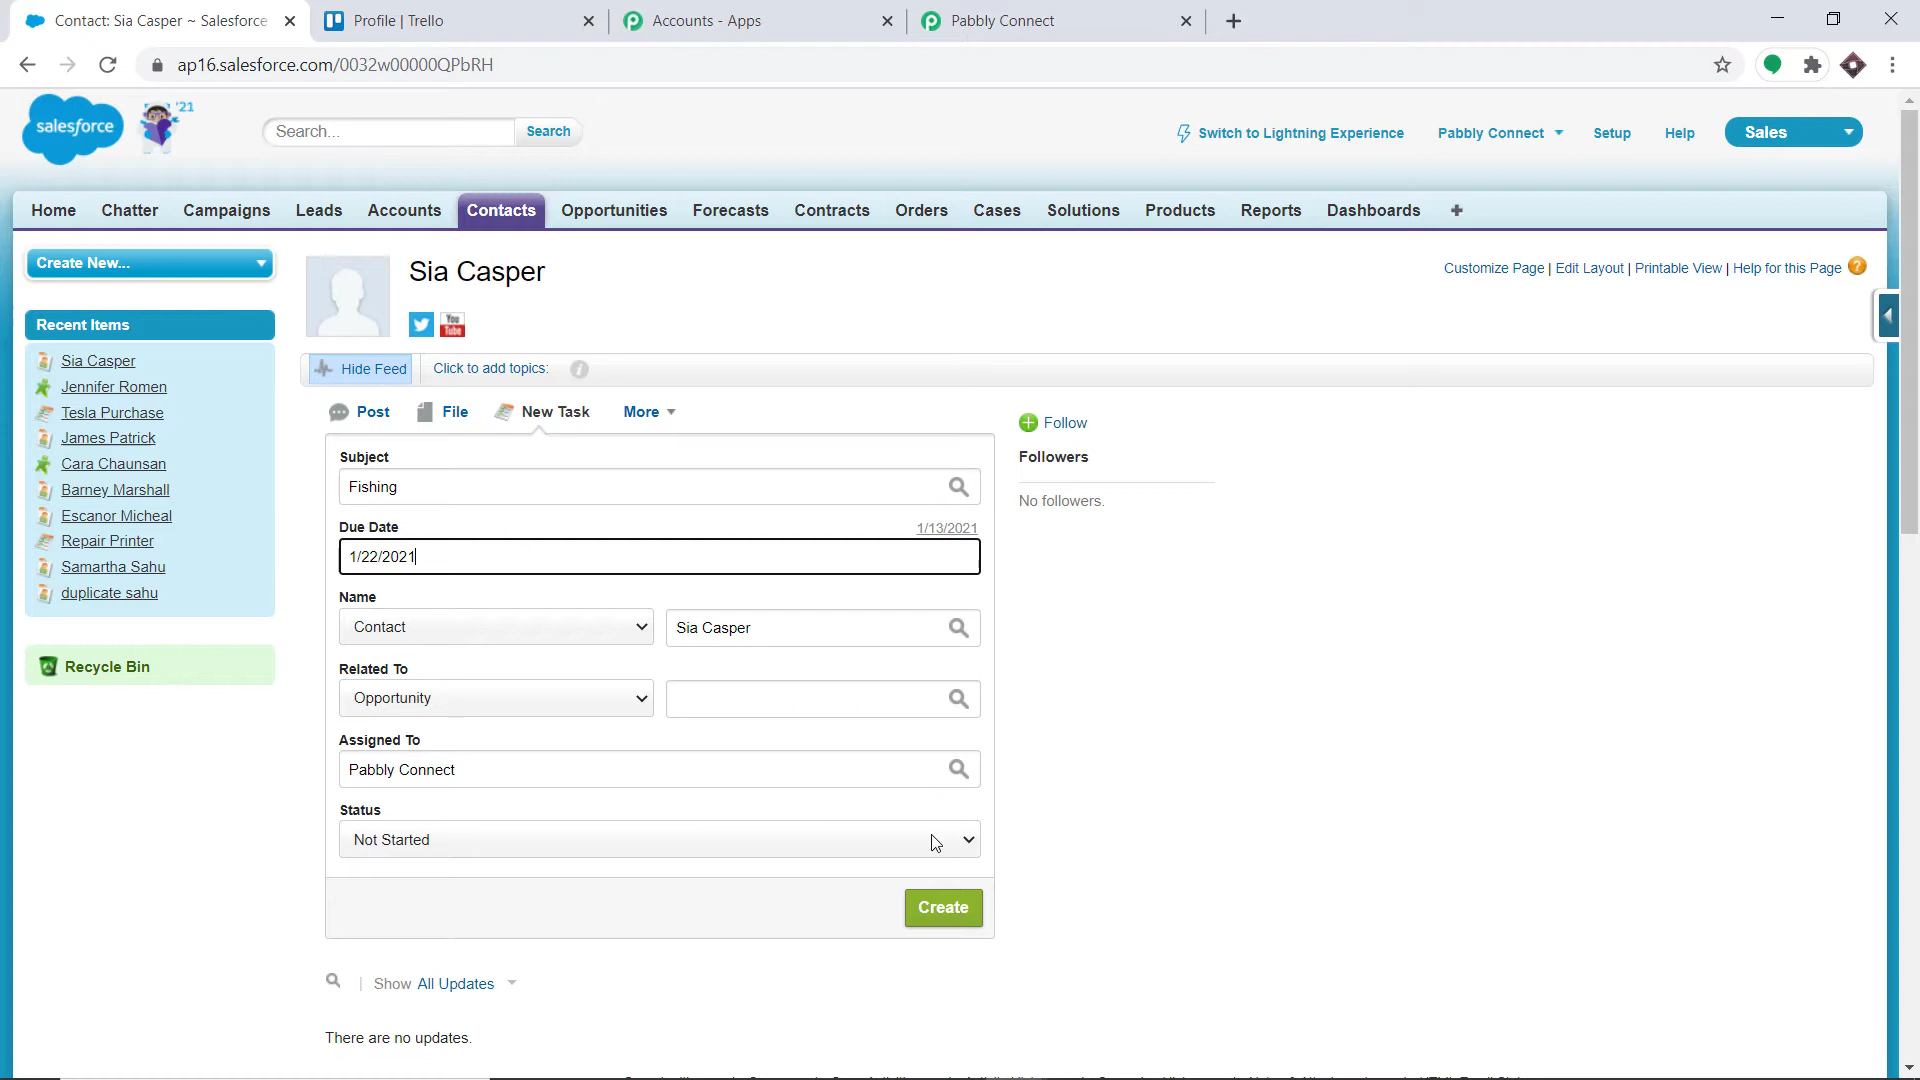 Contact: Sia Casper ~ Salesforce
Profile | Trello
Accounts - Apps
Pabbly Connect
ap16.salesforce.com/0032w00000QPbRH
salesforce
'21
Search...
Search
Switch to Lightning Experience
Pabbly Connect
Setup
Help
Sales
Home
Chatter
Campaigns
Leads
Accounts
Contacts
Opportunities
Forecasts
Contracts
Orders
Cases
Solutions
Products
Reports
Dashboards
Create New...
Sia Casper
Customize Page | Edit Layout | Printable View | Help for this Page
You
Tube
Recent Items
Sia Casper
Jennifer Romen
Tesla Purchase
James Patrick
Cara Chaunsan
Barney Marshall
Escanor Micheal
Repair Printer
Samartha Sahu
duplicate sahu
Recycle Bin
Hide Feed
Click to add topics:
Post
File
New Task
More
Follow
Followers
No followers.
Subject
Fishing
Due Date
1/13/2021
1/22/2021
Name
Contact
Sia Casper
Related To
Opportunity
Assigned To
Pabbly Connect
Status
Not Started
Create
Show All Updates
There are no updates.